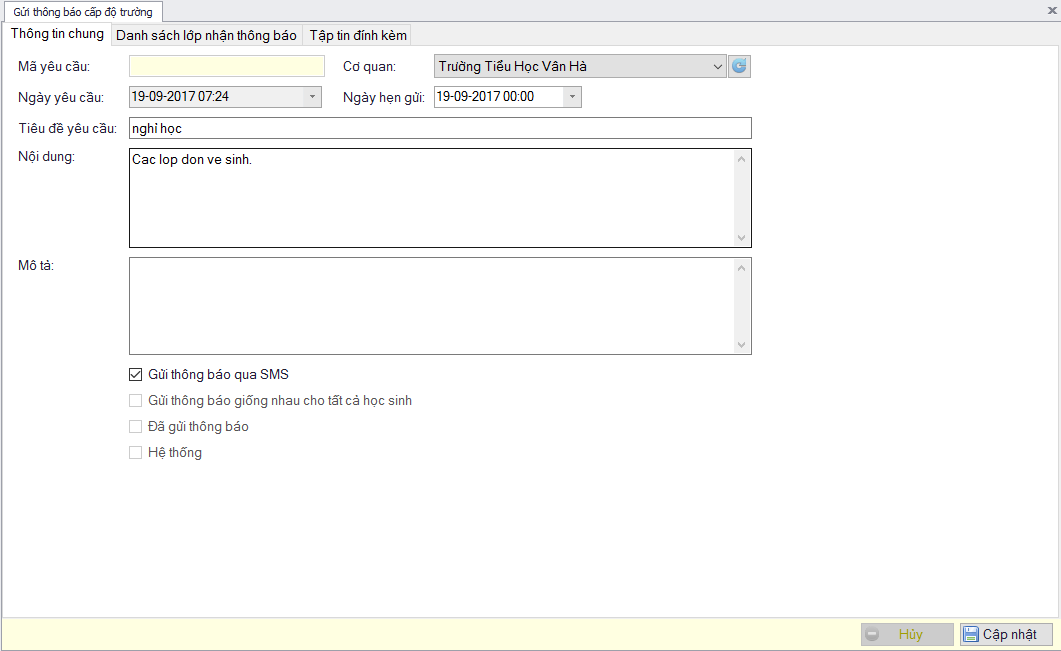 Gửi thông báo cấp độ trường
Thông tin chung Danh sách lớp nhận thông báo Tập tin đính kèm
Mã yêu cầu: Cơ quan: Trường Tiểu Học Vân Hà
Ngày yêu cầu: 19-09-2017 07:24 Ngày hẹn gửi: 19-09-2017 00:00
Tiêu đề yêu cầu: nghỉ học
Nội dung: Cac lop don ve sinh.
Mô tả:
Gửi thông báo qua SMS
Gửi thông báo giống nhau cho tất cả học sinh
Đã gửi thông báo
Hệ thống
Hủy Cập nhật